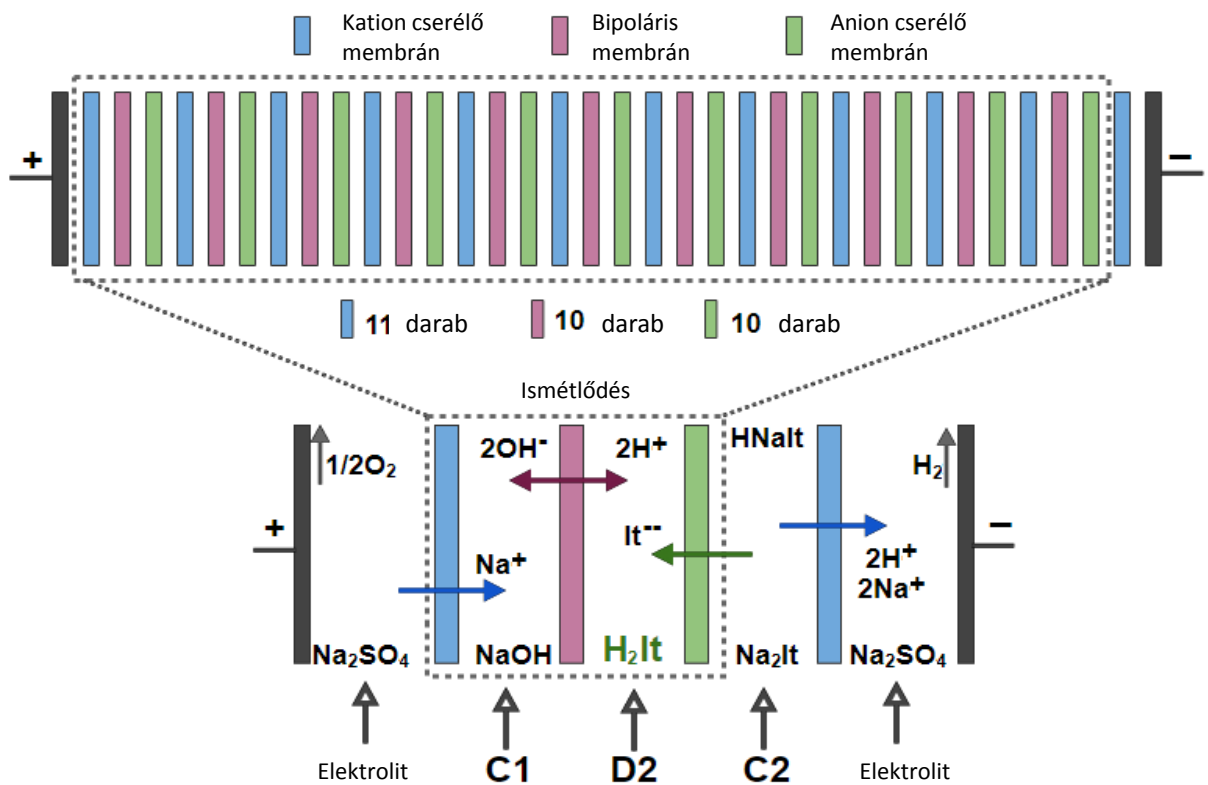 Kation cserélő
membrán
Bipoláris
membrán
Anion cserélő
membrán
+
−
11 darab
10 darab
10 darab
Ismétlődés
1/2O₂
2OH⁻
2H⁺
HNaIt
H₂
+
It⁻⁻
−
Na⁺
2H⁺
2Na⁺
Na₂SO₄
NaOH
H₂It
Na₂It
Na₂SO₄
Elektrolit
C1
D2
C2
Elektrolit